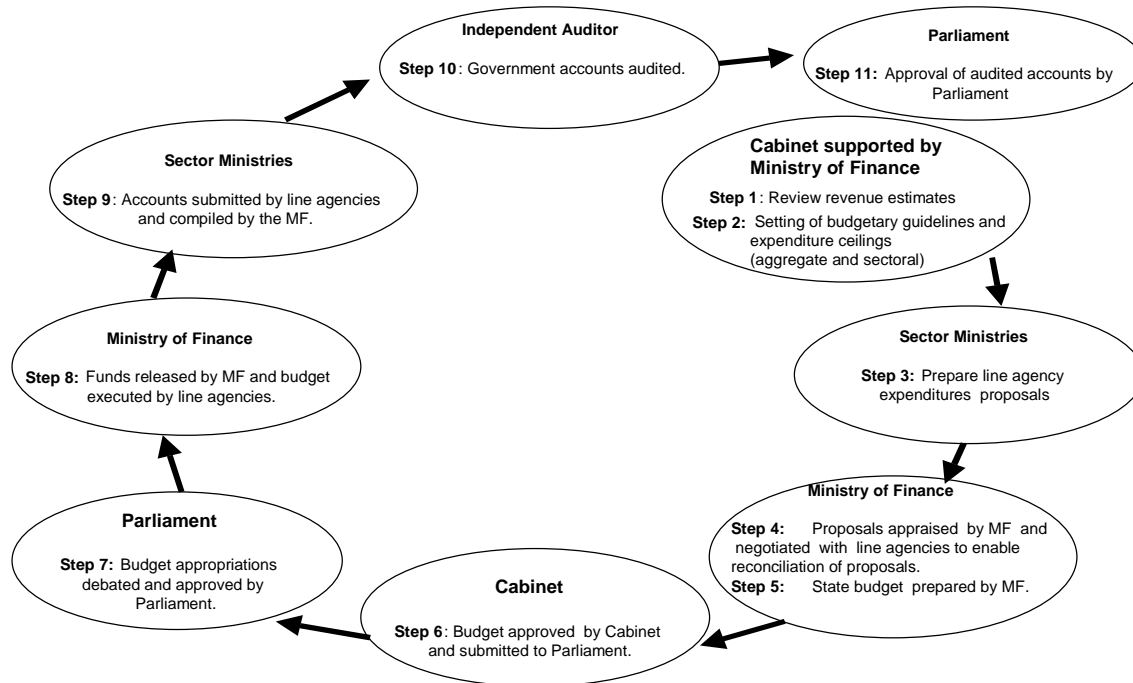 Independent Auditor
Step 10: Government accounts audited.
Parliament
Step 11: Approval of audited accounts by
Parliament
Cabinet supported by
Ministry of Finance
Step 1: Review revenue estimates
Step 2: Setting of budgetary guidelines and
expenditure ceilings
(aggregate and sectoral)
Sector Ministries
Step 3: Prepare line agency
expenditures proposals
Ministry of Finance
Step 4: Proposals appraised by MF and
negotiated with line agencies to enable
reconciliation of proposals.
Step 5: State budget prepared by MF.
Cabinet
Step 6: Budget approved by Cabinet
and submitted to Parliament.
Parliament
Step 7: Budget appropriations
debated and approved by
Parliament.
Ministry of Finance
Step 8: Funds released by MF and budget
executed by line agencies.
Sector Ministries
Step 9: Accounts submitted by line agencies
and compiled by the MF.